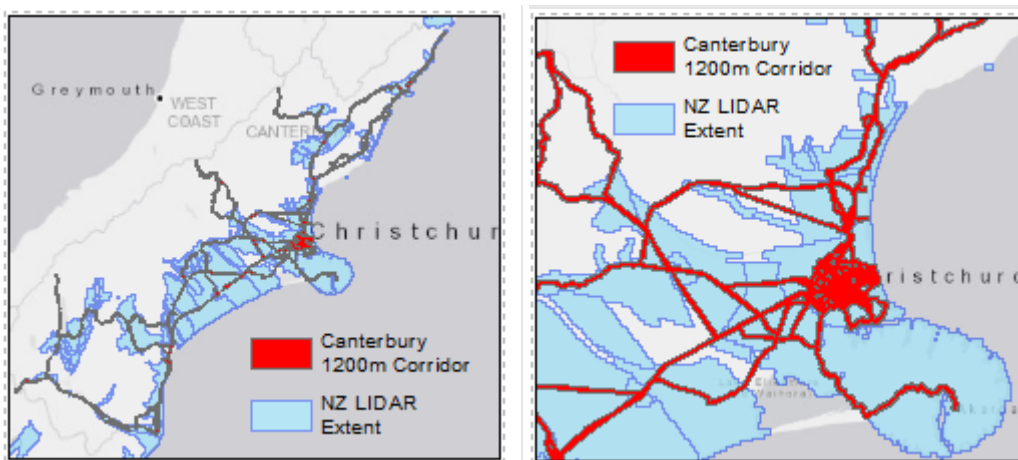 Greymouth
WEST
COAST
CANTER
Christchur
Canterbury
1200m Corridor
NZ LIDAR
Extent
Canterbury
1200m Corridor
NZ LIDAR
Extent
ristchurc